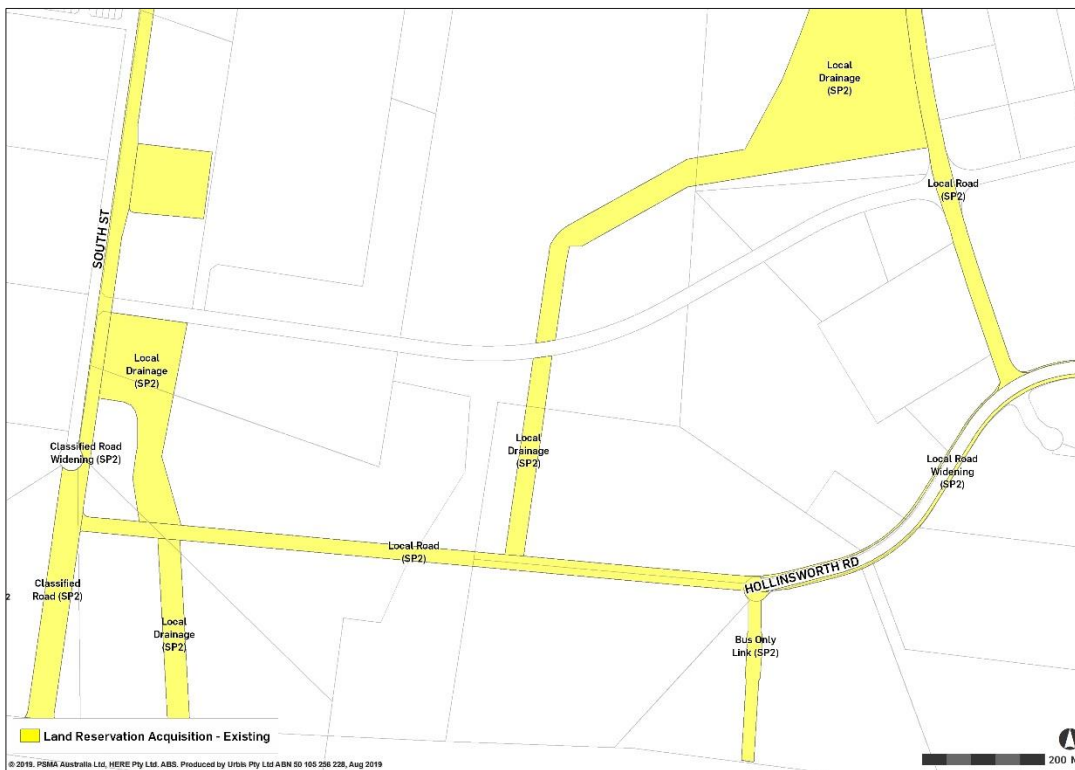 Local
Drainage
(SP2)
Local Road
(SP2)
SOUTH ST
Local
Drainage
(SP2)
Classified Road
Widening (SP2)
Local
Drainage
(SP2)
Local Road
Widening
(SP2)
Local Road
(SP2)
HOLLINSWORTH RD
Classified
Road (SP2)
2
Local
Drainage
(SP2)
Bus Only
Link (SP2)
Land Reservation Acquisition - Existing
200 M
© 2019. PSMA Australia Ltd, HERE Pty Ltd. ABS. Produced by Urbis Pty Ltd ABN 50 105 256 228, Aug 2019